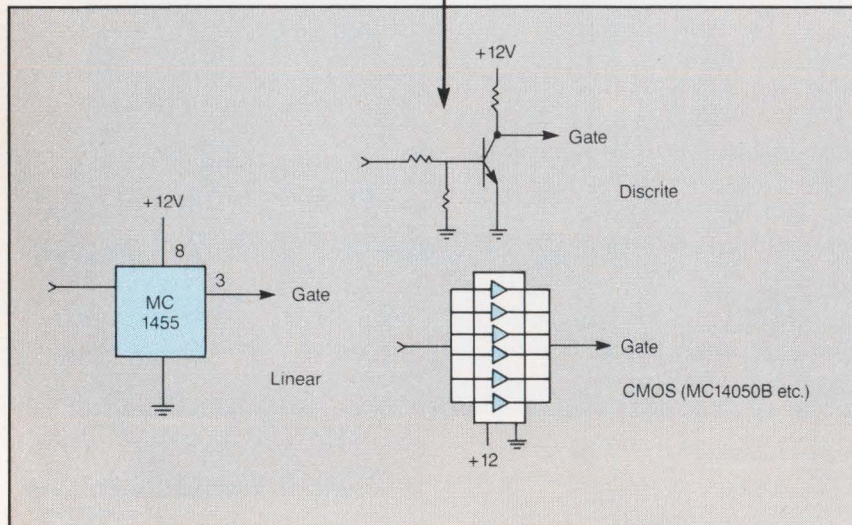 +12V
Gate
Discrite
+12V
8
3
MC
1455
Gate
Linear
Gate
CMOS (MC14050B etc.)
+12